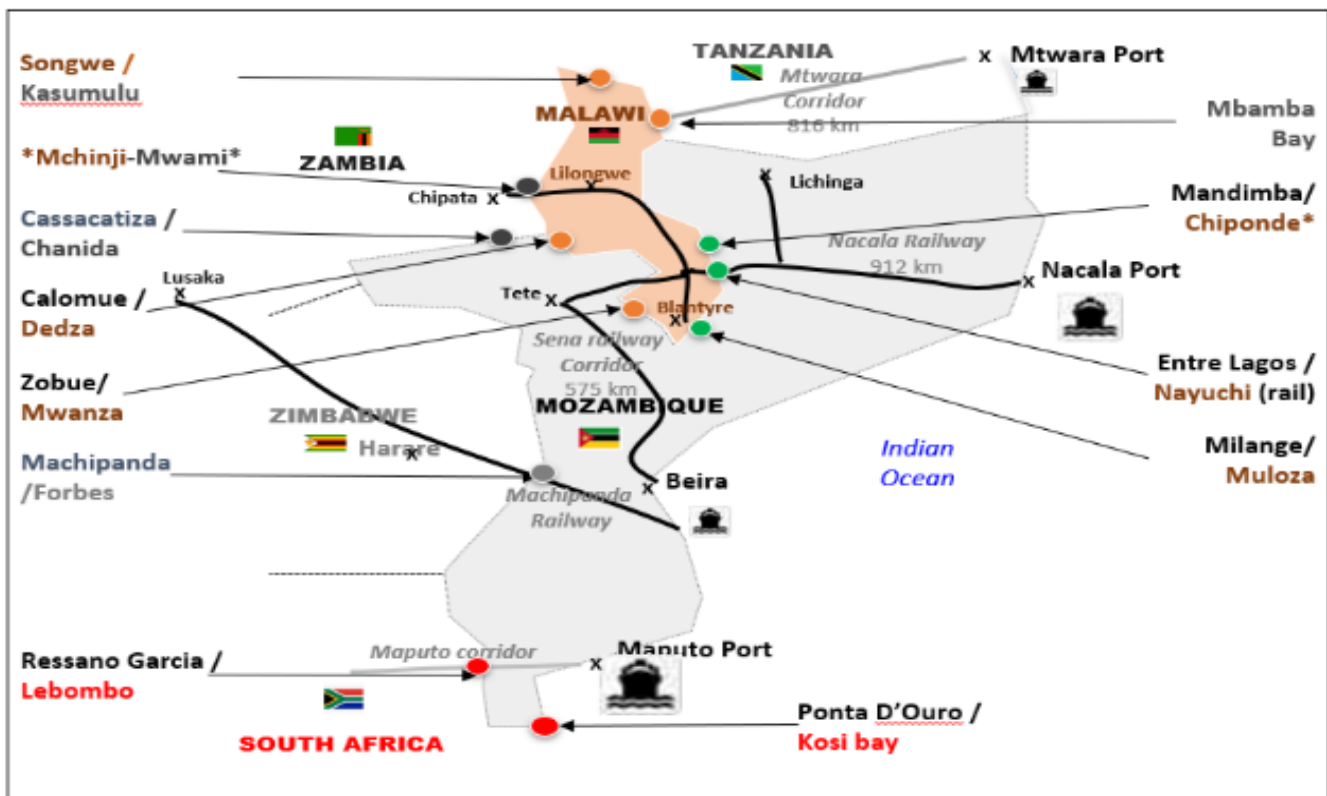 Songwe /
Kasumulu
*Mchinji-Mwami*
Cassacatiza /
Chanida
Lusaka
Calomue /
Dedza
Zobue/
Mwanza
Machipanda
/Forbes
Ressano Garcia /
Lebombo
TANZANIA
Mtwara
Corridor
816 km
MALAWI
ZAMBIA
Lilongwe
Chipata
Lichinga
Nacala Railway
912 km
Tete
Blantyre
Sena railway
Corridor
575 km
MOZAMBIQUE
ZIMBABWE
Harare
Beira
Machipanda
Railway
Indian
Ocean
Maputo corridor
Maputo Port
SOUTH AFRICA
Mtwara Port
Mbamba
Bay
Mandimba/
Chiponde*
Nacala Port
Entre Lagos /
Nayuchi (rail)
Milange/
Muloza
Ponta D’Ouro /
Kosi bay